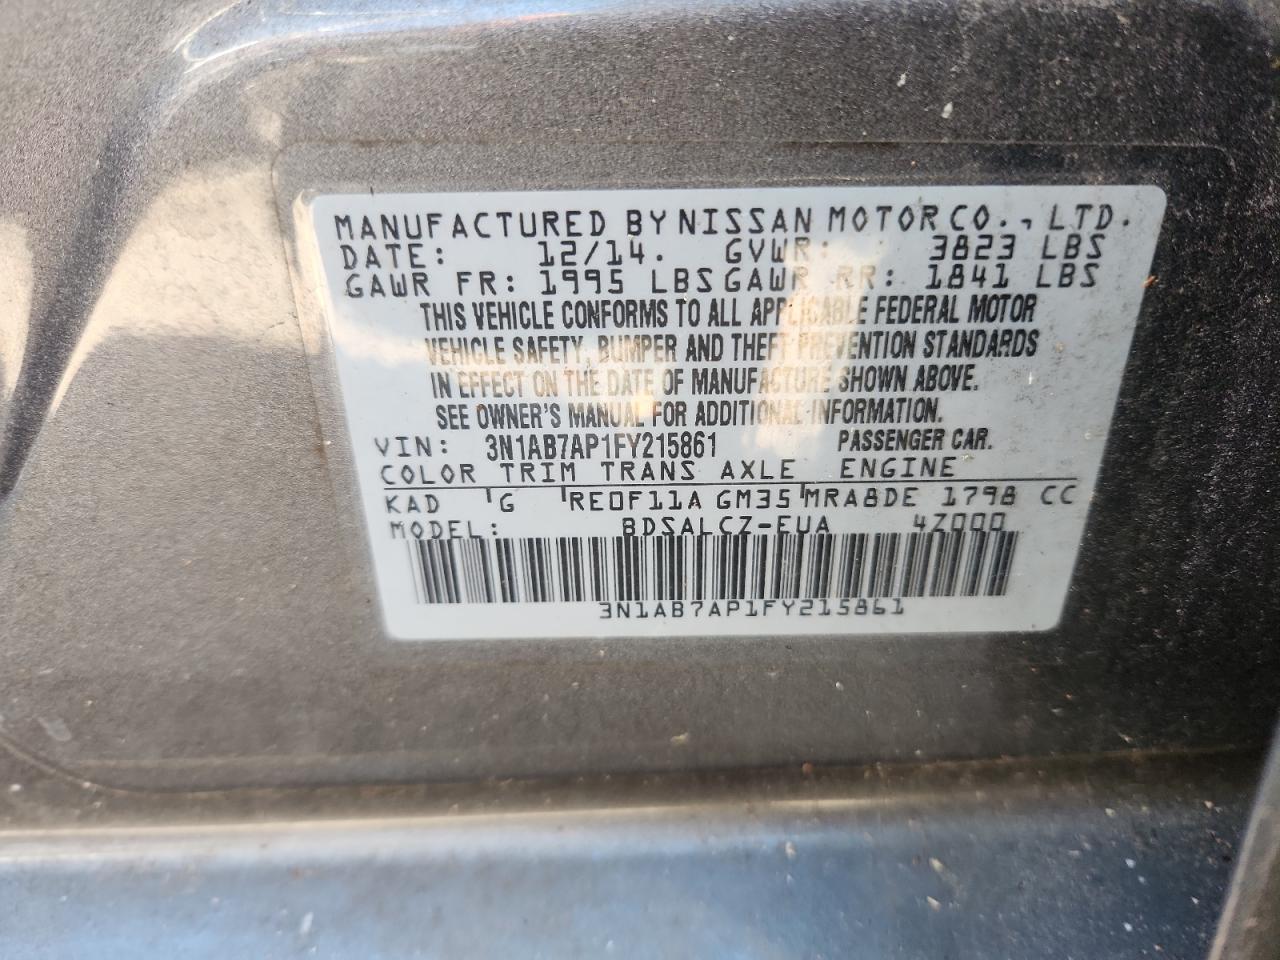 MANUFACTURED BY NISSAN MOTOR CO., LTD.
DATE: 12/14. GVWR: 3823 LBS
GAWR FR: 1995 LBS GAWR RR: 1841 LBS
THIS VEHICLE CONFORMS TO ALL APPLICABLE FEDERAL MOTOR
VEHICLE SAFETY, BUMPER AND THEFT PREVENTION STANDARDS
IN EFFECT ON THE DATE OF MANUFACTURE SHOWN ABOVE.
SEE OWNER'S MANUAL FOR ADDITIONAL INFORMATION.
VIN: 3N1AB7AP1FY215861 PASSENGER CAR.
COLOR TRIM TRANS AXLE ENGINE
KAD G RE0F11A GM35 MRA8DE 1798 CC
MODEL: BDSALCZ-EUA 4Z000
3N1AB7AP1FY215861